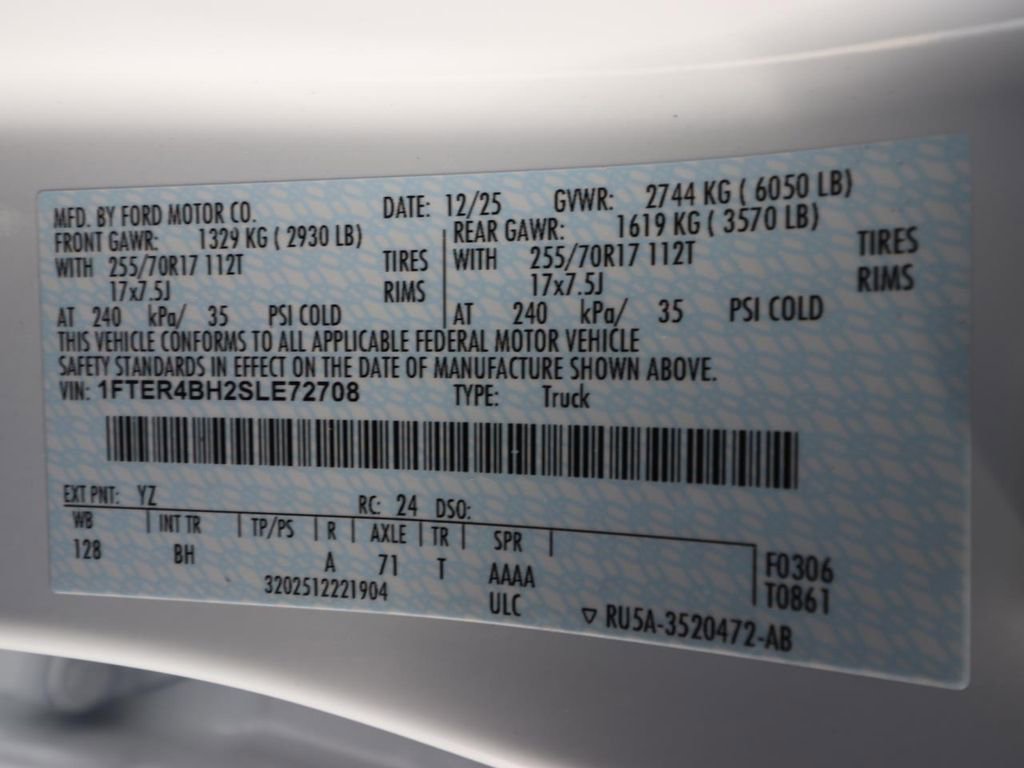 MFD. BY FORD MOTOR CO. DATE: 12/25 GVWR: 2744 KG ( 6050 LB)
FRONT GAWR: 1329 KG ( 2930 LB) REAR GAWR: 1619 KG ( 3570 LB)
WITH 255/70R17 112T TIRES WITH 255/70R17 112T TIRES
17x7.5J RIMS 17x7.5J RIMS
AT 240 kPa/ 35 PSI COLD AT 240 kPa/ 35 PSI COLD
THIS VEHICLE CONFORMS TO ALL APPLICABLE FEDERAL MOTOR VEHICLE
SAFETY STANDARDS IN EFFECT ON THE DATE OF MANUFACTURE SHOWN ABOVE.
VIN: 1FTER4BH2SLE72708 TYPE: Truck
EXT PNT: YZ RC: 24 DSO:
WB INT TR TP/PS R AXLE TR SPR
128 BH A 71 T AAAA F0306
3202512221904 ULC T0861
▽ RU5A-3520472-AB